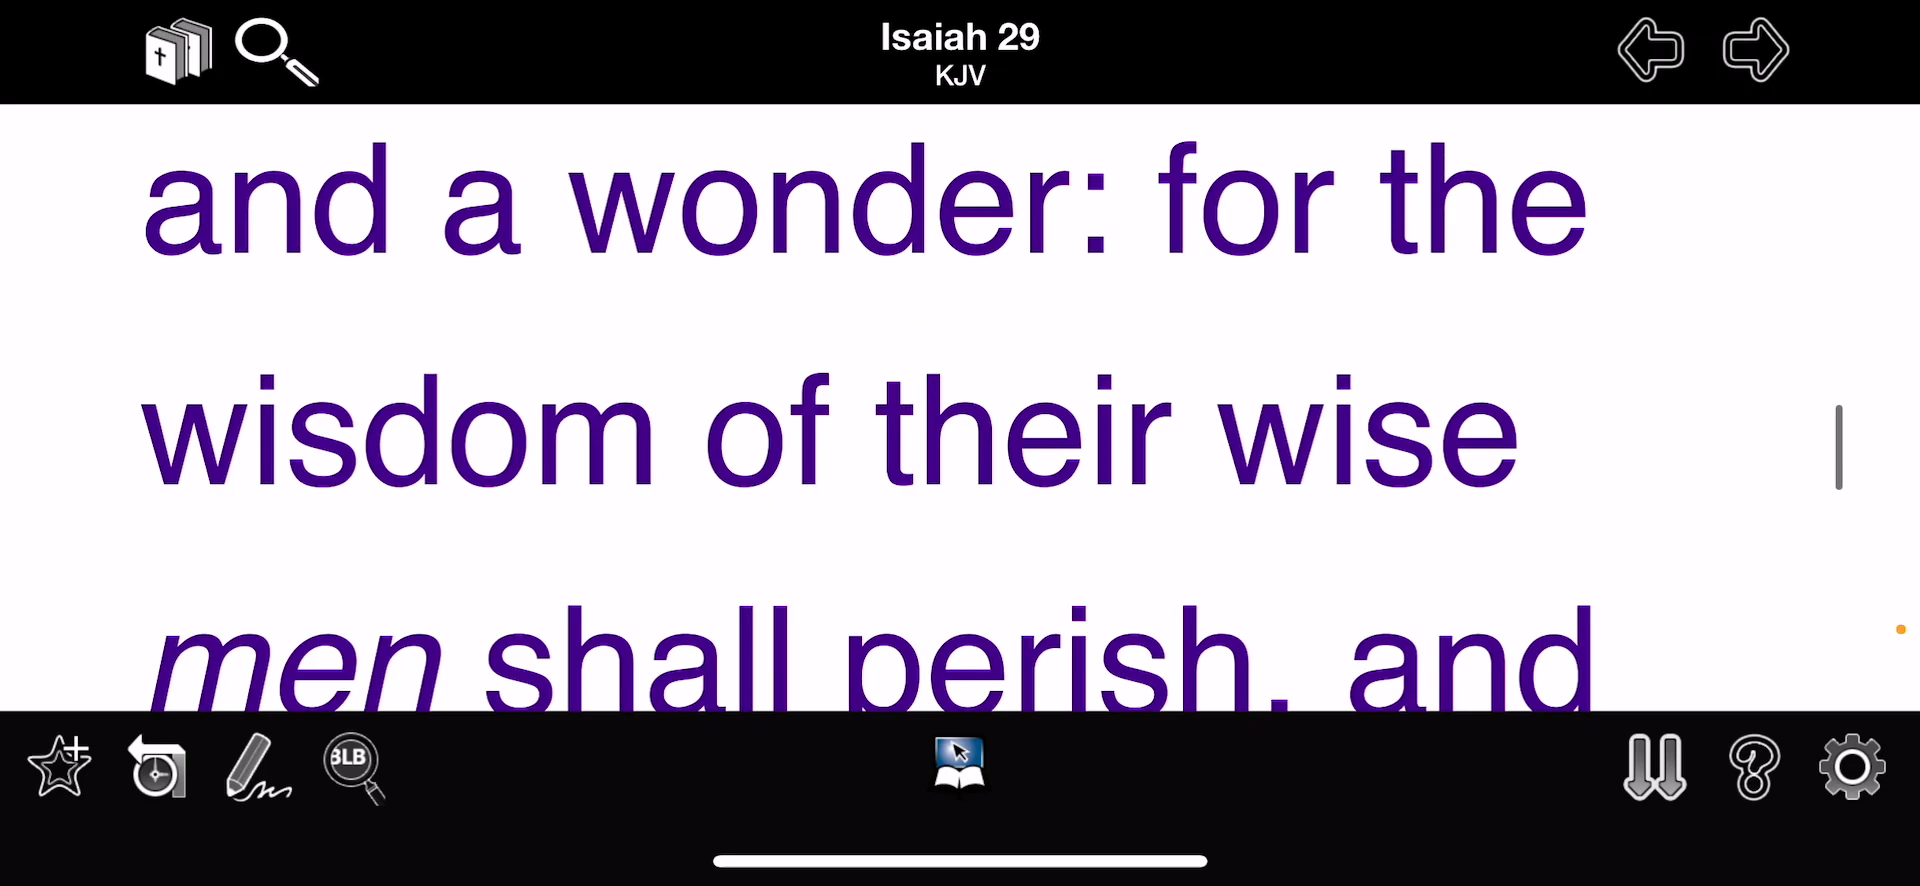 Isaiah 29
KJV
and a wonder: for the
wisdom of their wise
men shall perish, and
BLB